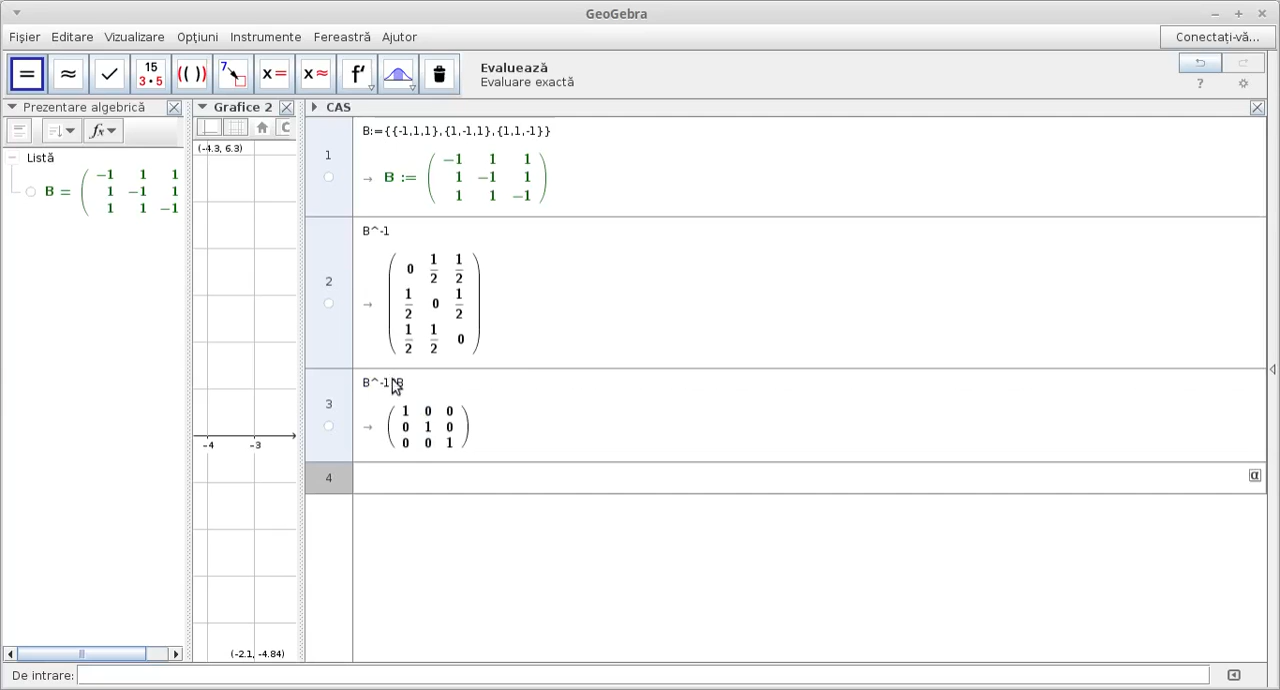 GeoGebra
Fișier Editare Vizualizare Opțiuni Instrumente Fereastră Ajutor Conectați-vă...
= ≈ ✓ 15 3·5 (( )) 7 x= x≈ f'
Evaluează
Evaluare exactă
Prezentare algebrică
Listă
B =
−1 1 1
1 −1 1
1 1 −1
Grafice 2
(-4.3, 6.3)
-4 -3
(-2.1, -4.84)
CAS
1
B:={{-1,1,1},{1,-1,1},{1,1,-1}}
→ B :=
−1 1 1
1 −1 1
1 1 −1
2
B^-1
→
0 1/2 1/2
1/2 0 1/2
1/2 1/2 0
3
B^-1 B
→
1 0 0
0 1 0
0 0 1
4
α
De intrare: